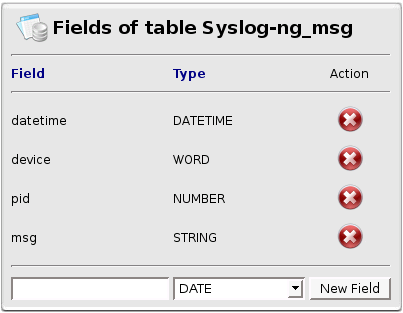 Fields of table Syslog-ng_msg
Field Type Action
datetime DATETIME
device WORD
pid NUMBER
msg STRING
DATE New Field